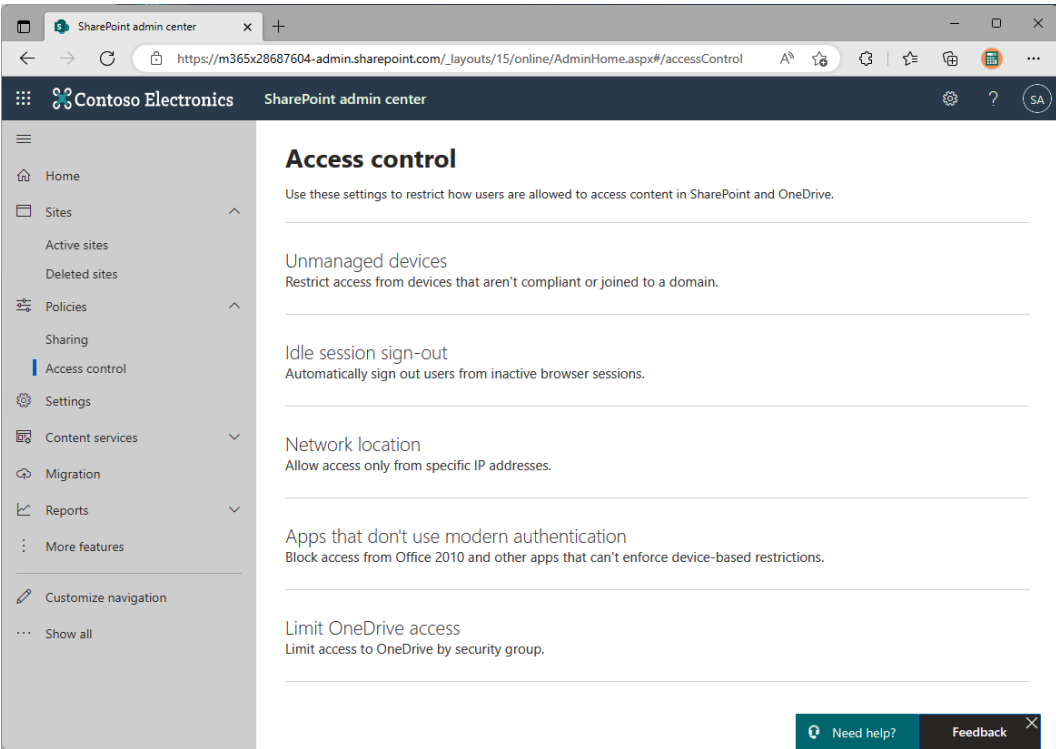 SharePoint admin center
https://m365x28687604-admin.sharepoint.com/_layouts/15/online/AdminHome.aspx#/accessControl
Contoso Electronics
SharePoint admin center
SA
Home
Sites
Active sites
Deleted sites
Policies
Sharing
Access control
Settings
Content services
Migration
Reports
More features
Customize navigation
Show all
Access control
Use these settings to restrict how users are allowed to access content in SharePoint and OneDrive.
Unmanaged devices
Restrict access from devices that aren't compliant or joined to a domain.
Idle session sign-out
Automatically sign out users from inactive browser sessions.
Network location
Allow access only from specific IP addresses.
Apps that don't use modern authentication
Block access from Office 2010 and other apps that can't enforce device-based restrictions.
Limit OneDrive access
Limit access to OneDrive by security group.
Need help?
Feedback